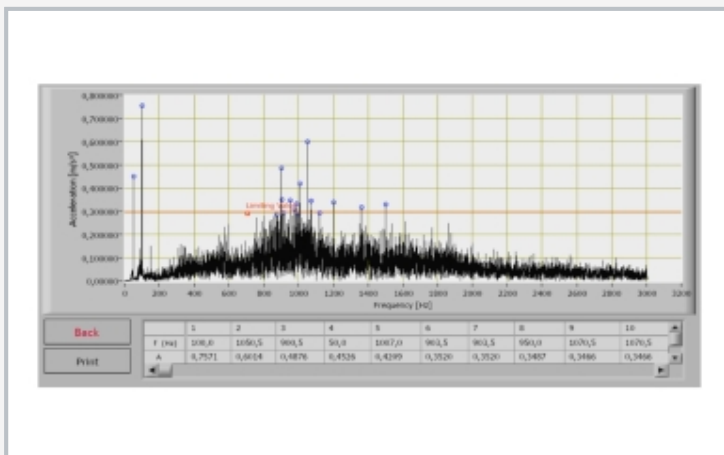 0,800000
0,700000
0,600000
0,500000
0,400000
0,300000
0,200000
0,100000
0,00000
Acceleration [m/s²]
Limiting
0 200 400 600 800 1000 1200 1400 1600 1800 2000 2200 2400 2600 2800 3000 3200
Frequency [Hz]
Back
Print
1 2 3 4 5 6 7 8 9 10
f [Hz] 100,0 1050,5 900,5 50,0 1007,0 903,5 903,5 950,0 1070,5 1070,5
A 0,7571 0,6014 0,4876 0,4526 0,4209 0,3520 0,3520 0,3487 0,3466 0,3466